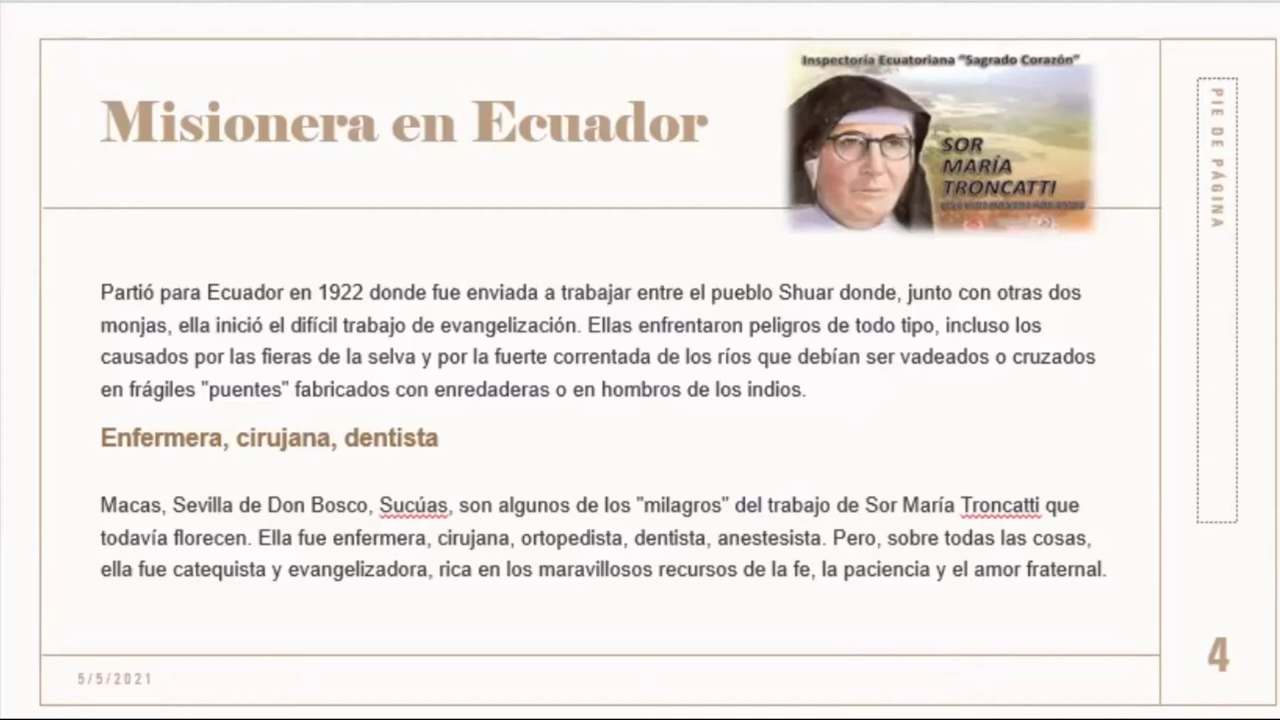 Misionera en Ecuador
Inspectoría Ecuatoriana "Sagrado Corazón"
SOR
MARÍA
TRONCATTI
Partió para Ecuador en 1922 donde fue enviada a trabajar entre el pueblo Shuar donde, junto con otras dos
monjas, ella inició el difícil trabajo de evangelización. Ellas enfrentaron peligros de todo tipo, incluso los
causados por las fieras de la selva y por la fuerte correntada de los ríos que debían ser vadeados o cruzados
en frágiles "puentes" fabricados con enredaderas o en hombros de los indios.
Enfermera, cirujana, dentista
Macas, Sevilla de Don Bosco, Sucúas, son algunos de los "milagros" del trabajo de Sor María Troncatti que
todavía florecen. Ella fue enfermera, cirujana, ortopedista, dentista, anestesista. Pero, sobre todas las cosas,
ella fue catequista y evangelizadora, rica en los maravillosos recursos de la fe, la paciencia y el amor fraternal.
5/5/2021
PIE DE PÁGINA
4